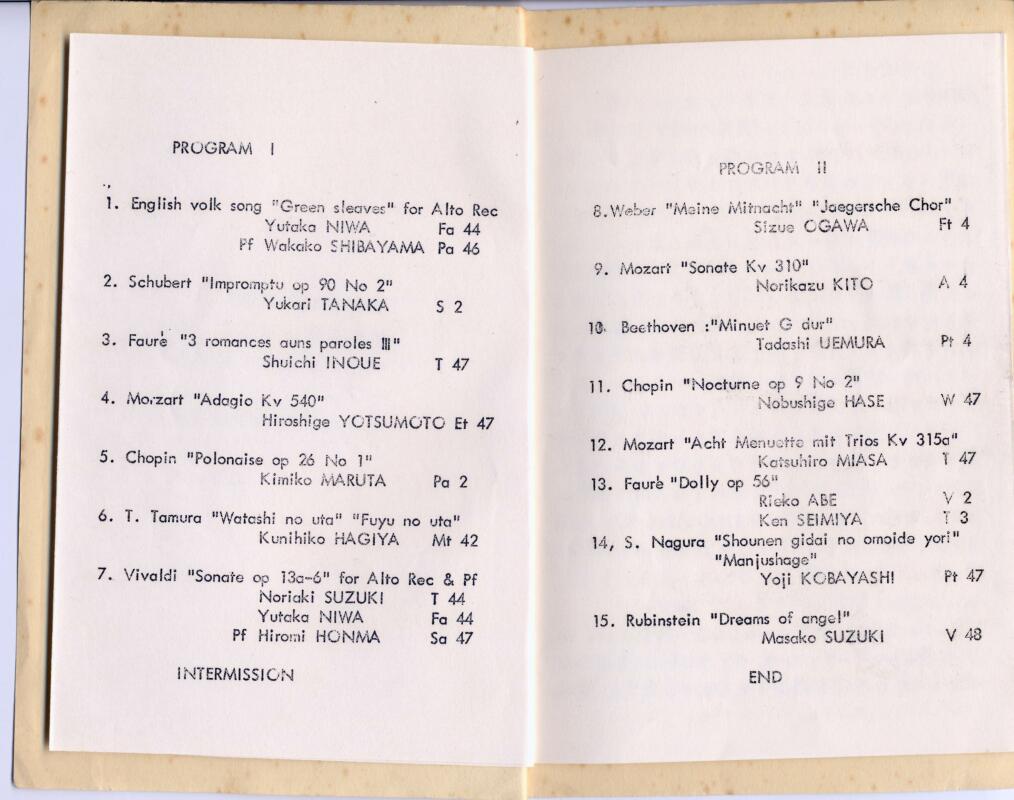 PROGRAM I
1. English volk song "Green sleaves" for Alto Rec
Yutaka NIWA Fa 44
Pf Wakako SHIBAYAMA Pa 46
2. Schubert "Impromptu op 90 No 2"
Yukari TANAKA S 2
3. Faurè "3 romances auns paroles III"
Shuichi INOUE T 47
4. Morzart "Adagio Kv 540"
Hiroshige YOTSUMOTO Et 47
5. Chopin "Polonaise op 26 No 1"
Kimiko MARUTA Pa 2
6. T. Tamura "Watashi no uta" "Fuyu no uta"
Kunihiko HAGIYA Mt 42
7. Vivaldi "Sonate op 13a-6" for Alto Rec & Pf
Noriaki SUZUKI T 44
Yutaka NIWA Fa 44
Pf Hiromi HONMA Sa 47
INTERMISSION
PROGRAM II
8. Weber "Meine Mitnacht" "Jaegersche Chor"
Sizue OGAWA Ft 4
9. Mozart "Sonate Kv 310"
Norikazu KITO A 4
10. Beethoven :"Minuet G dur"
Tadashi UEMURA Pt 4
11. Chopin "Nocturne op 9 No 2"
Nobushige HASE W 47
12. Mozart "Acht Menuette mit Trios Kv 315a"
Katsuhiro MIASA T 47
13. Faurè "Dolly op 56"
Rieko ABE V 2
Ken SEIMIYA T 3
14, S. Nagura "Shounen gidai no omoide yori"
"Manjushage"
Yoji KOBAYASHI Pt 47
15. Rubinstein "Dreams of angel"
Masako SUZUKI V 48
END